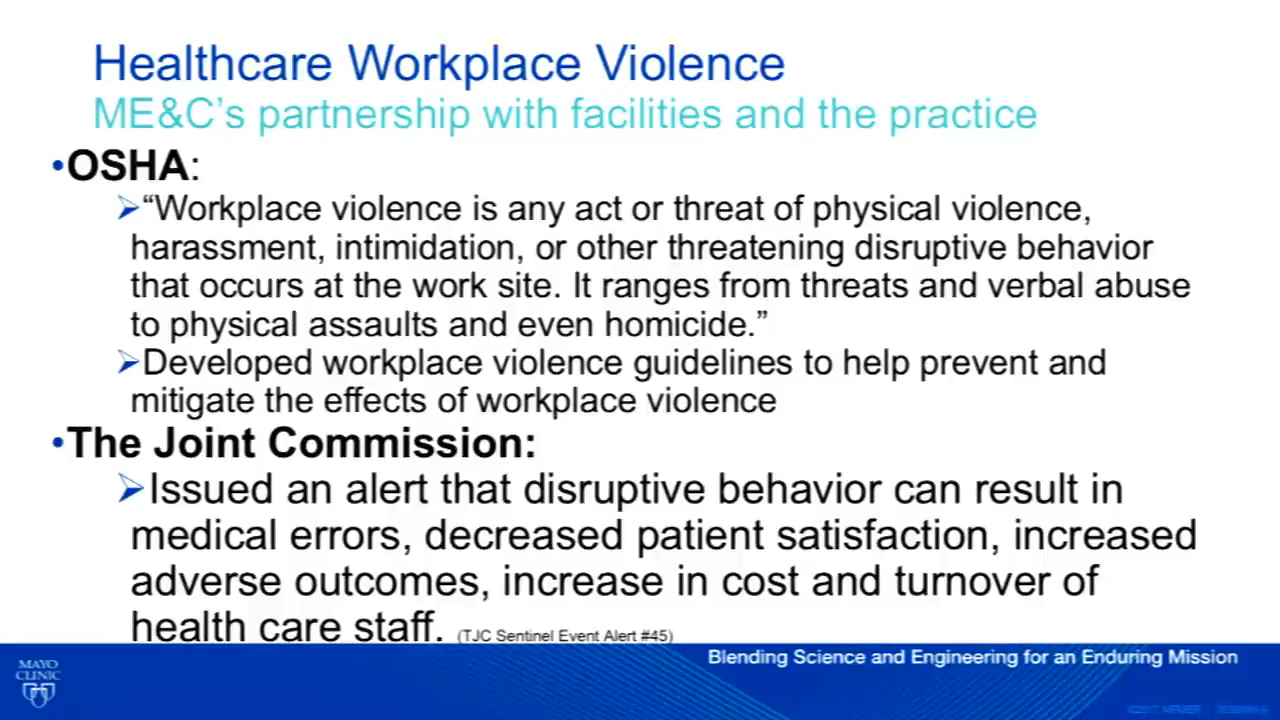 Healthcare Workplace Violence
ME&C’s partnership with facilities and the practice
•OSHA:
➢“Workplace violence is any act or threat of physical violence,
harassment, intimidation, or other threatening disruptive behavior
that occurs at the work site. It ranges from threats and verbal abuse
to physical assaults and even homicide.”
➢Developed workplace violence guidelines to help prevent and
mitigate the effects of workplace violence
•The Joint Commission:
➢Issued an alert that disruptive behavior can result in
medical errors, decreased patient satisfaction, increased
adverse outcomes, increase in cost and turnover of
health care staff. (TJC Sentinel Event Alert #45)
Blending Science and Engineering for an Enduring Mission
MAYO
CLINIC